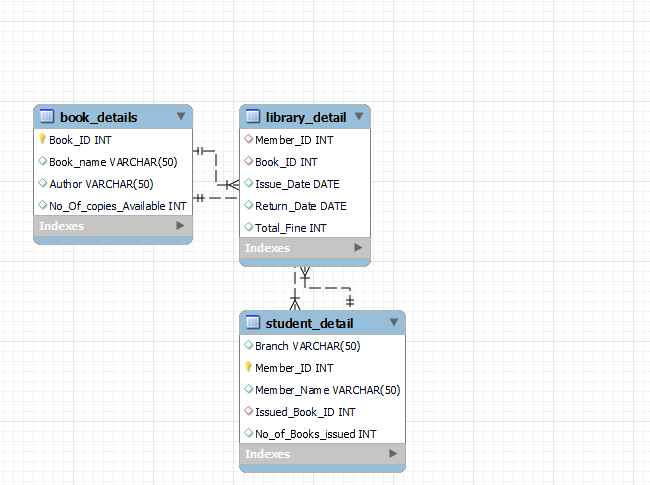 book_details
Book_ID INT
Book_name VARCHAR(50)
Author VARCHAR(50)
No_Of_copies_Available INT
Indexes
library_detail
Member_ID INT
Book_ID INT
Issue_Date DATE
Return_Date DATE
Total_Fine INT
Indexes
student_detail
Branch VARCHAR(50)
Member_ID INT
Member_Name VARCHAR(50)
Issued_Book_ID INT
No_of_Books_issued INT
Indexes